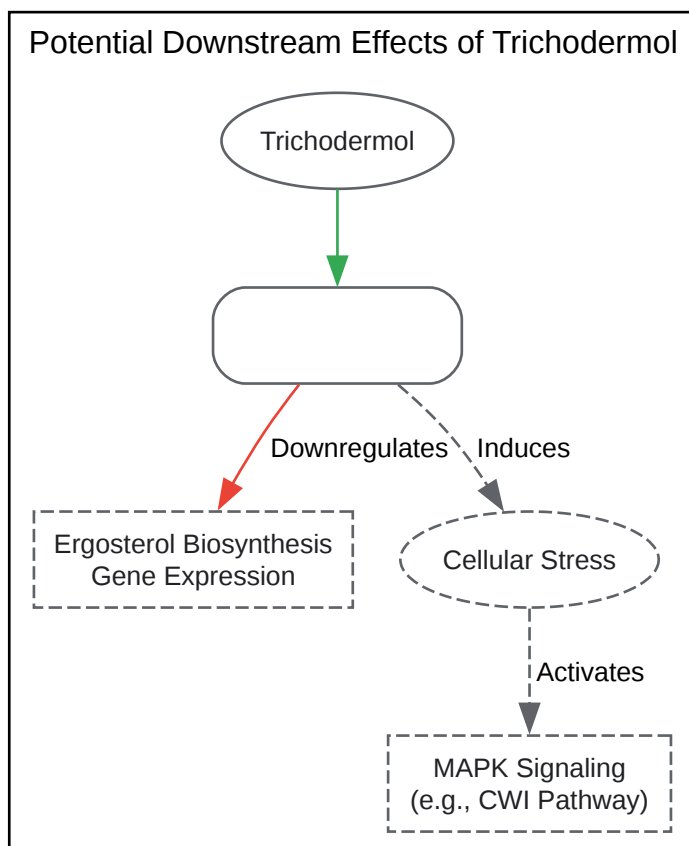 Potential Downstream Effects of Trichodermol
Trichodermol
Downregulates
Induces
Ergosterol Biosynthesis
Gene Expression
Cellular Stress
Activates
MAPK Signaling
(e.g., CWI Pathway)